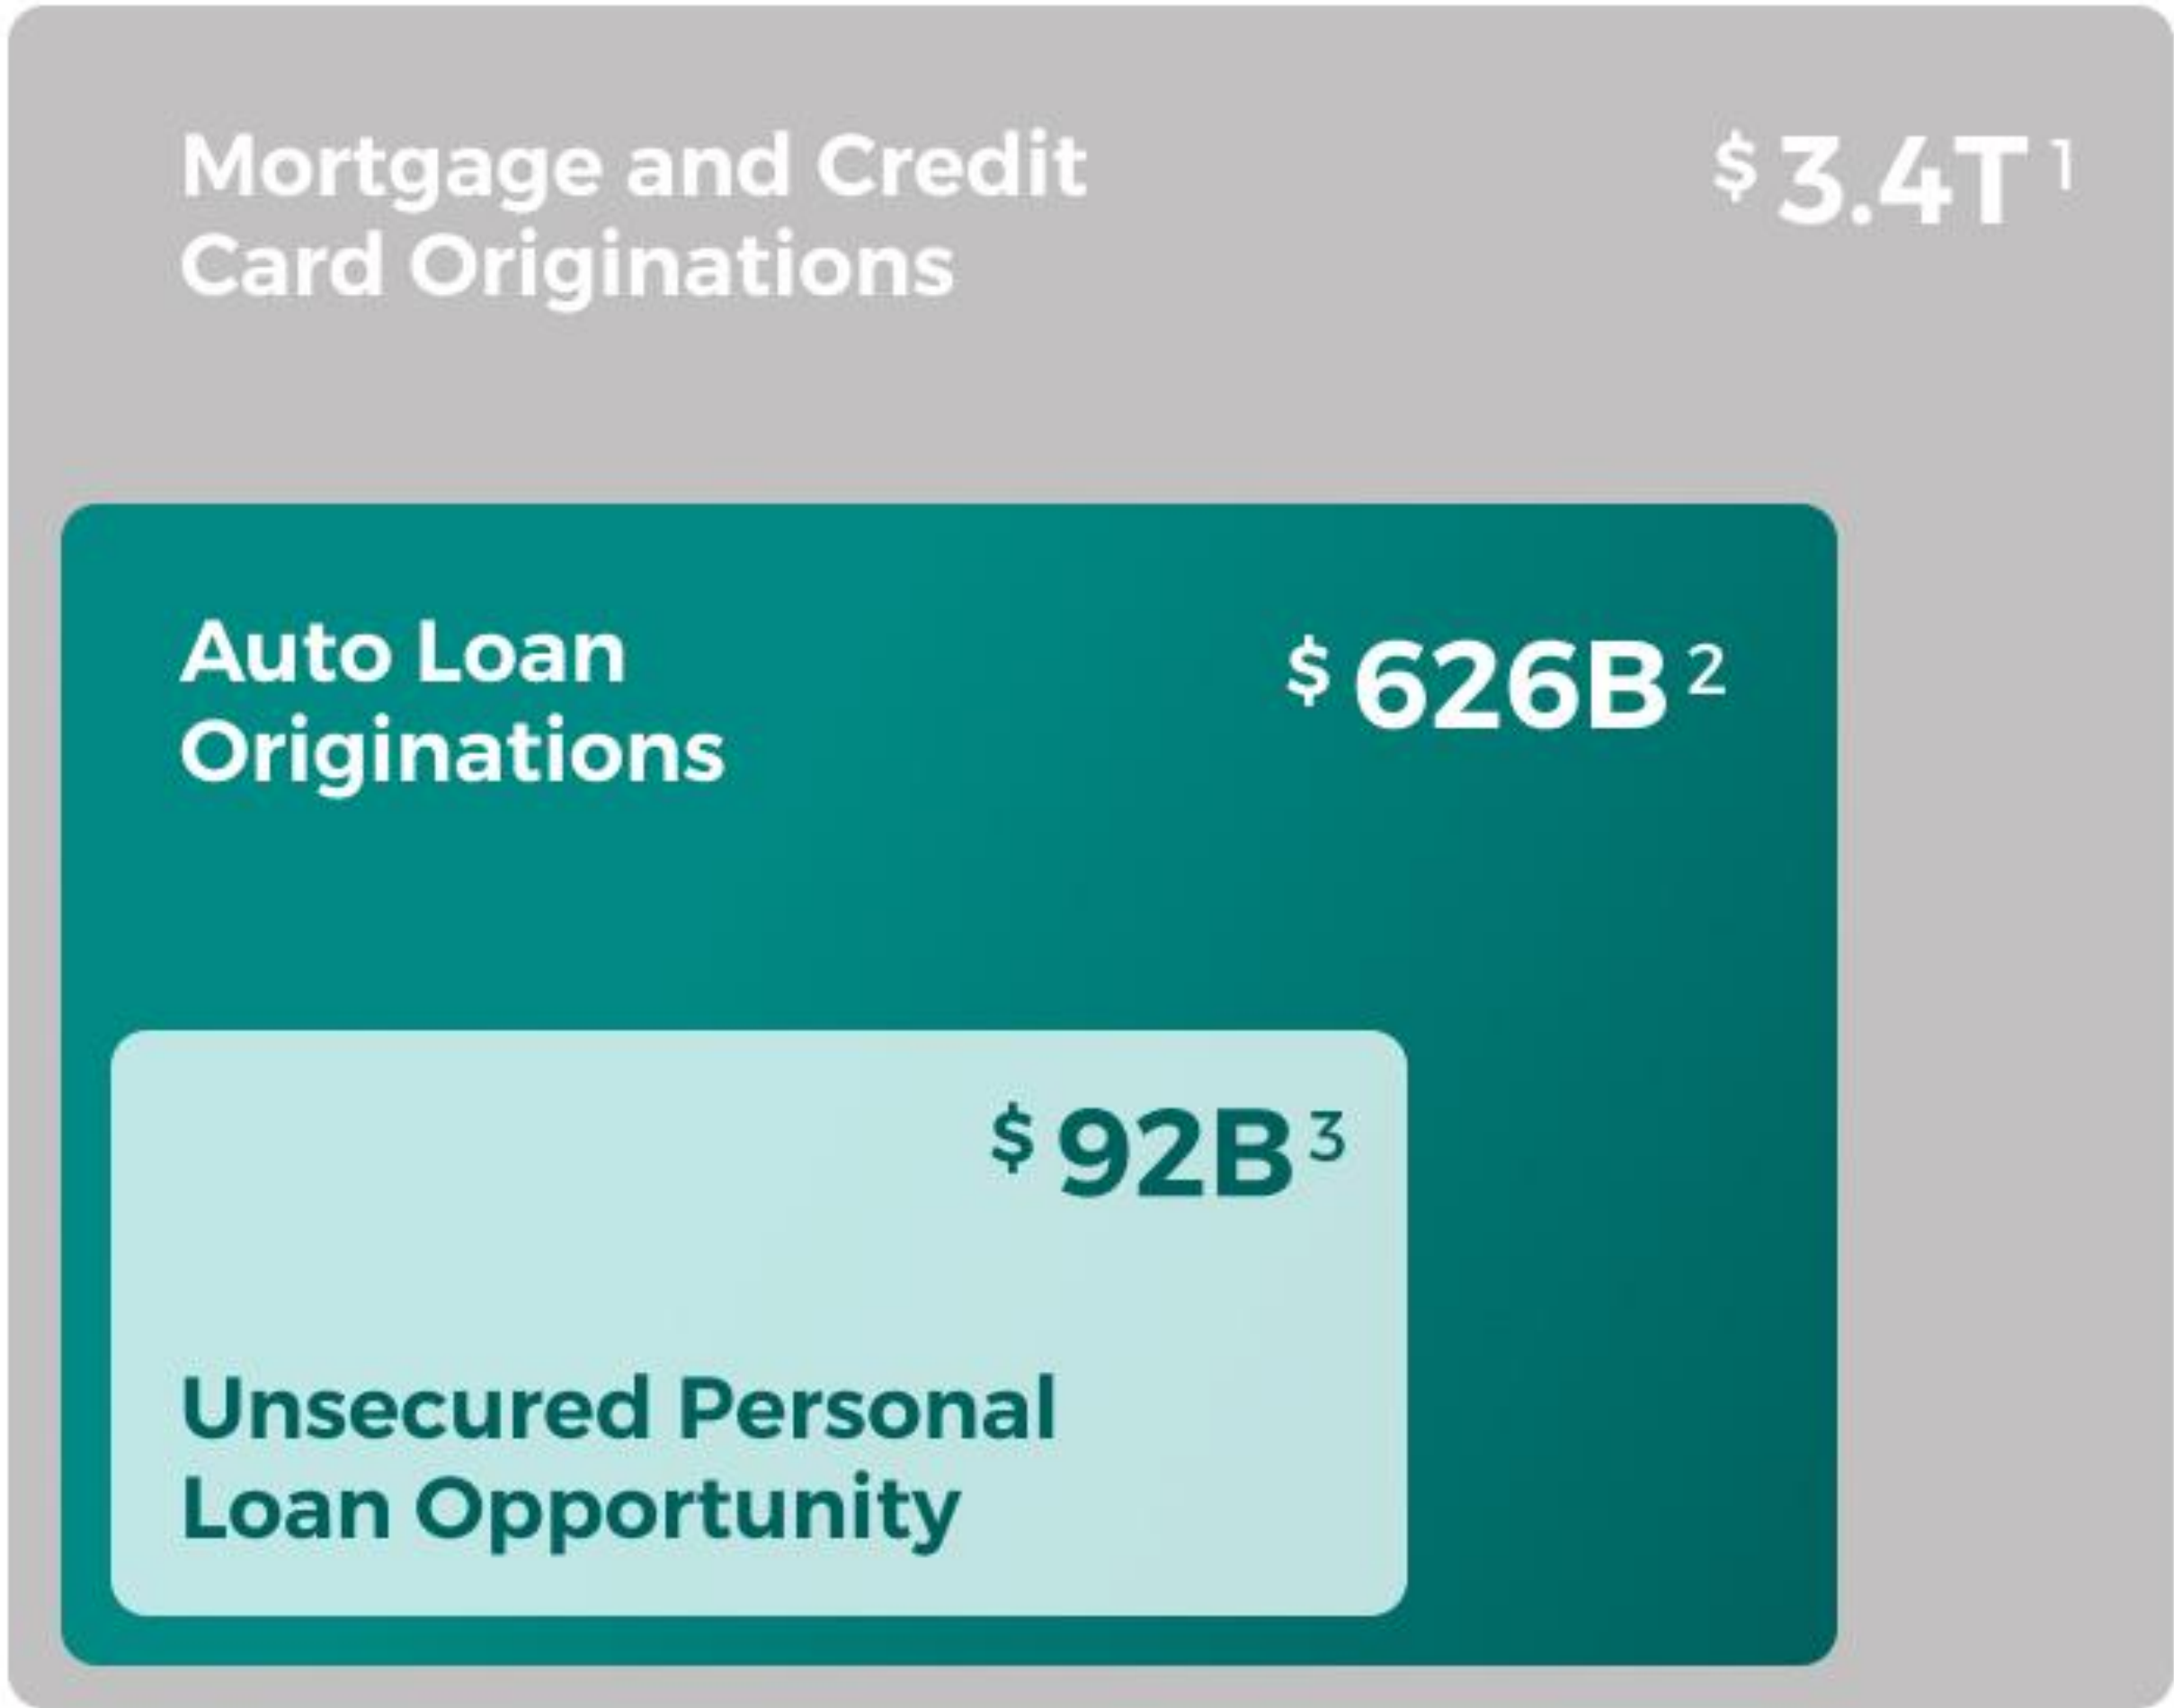 Mortgage and Credit
Card Originations
$3.4T 1
Auto Loan
Originations
$626B 2
$92B 3
Unsecured Personal
Loan Opportunity